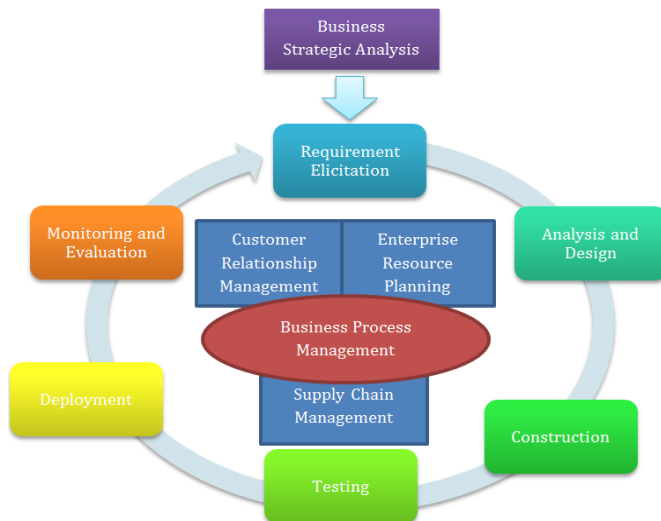 Business
Strategic Analysis
Requirement
Elicitation
Monitoring and
Evaluation
Analysis and
Design
Customer
Relationship
Management
Enterprise
Resource
Planning
Business Process
Management
Supply Chain
Management
Deployment
Construction
Testing